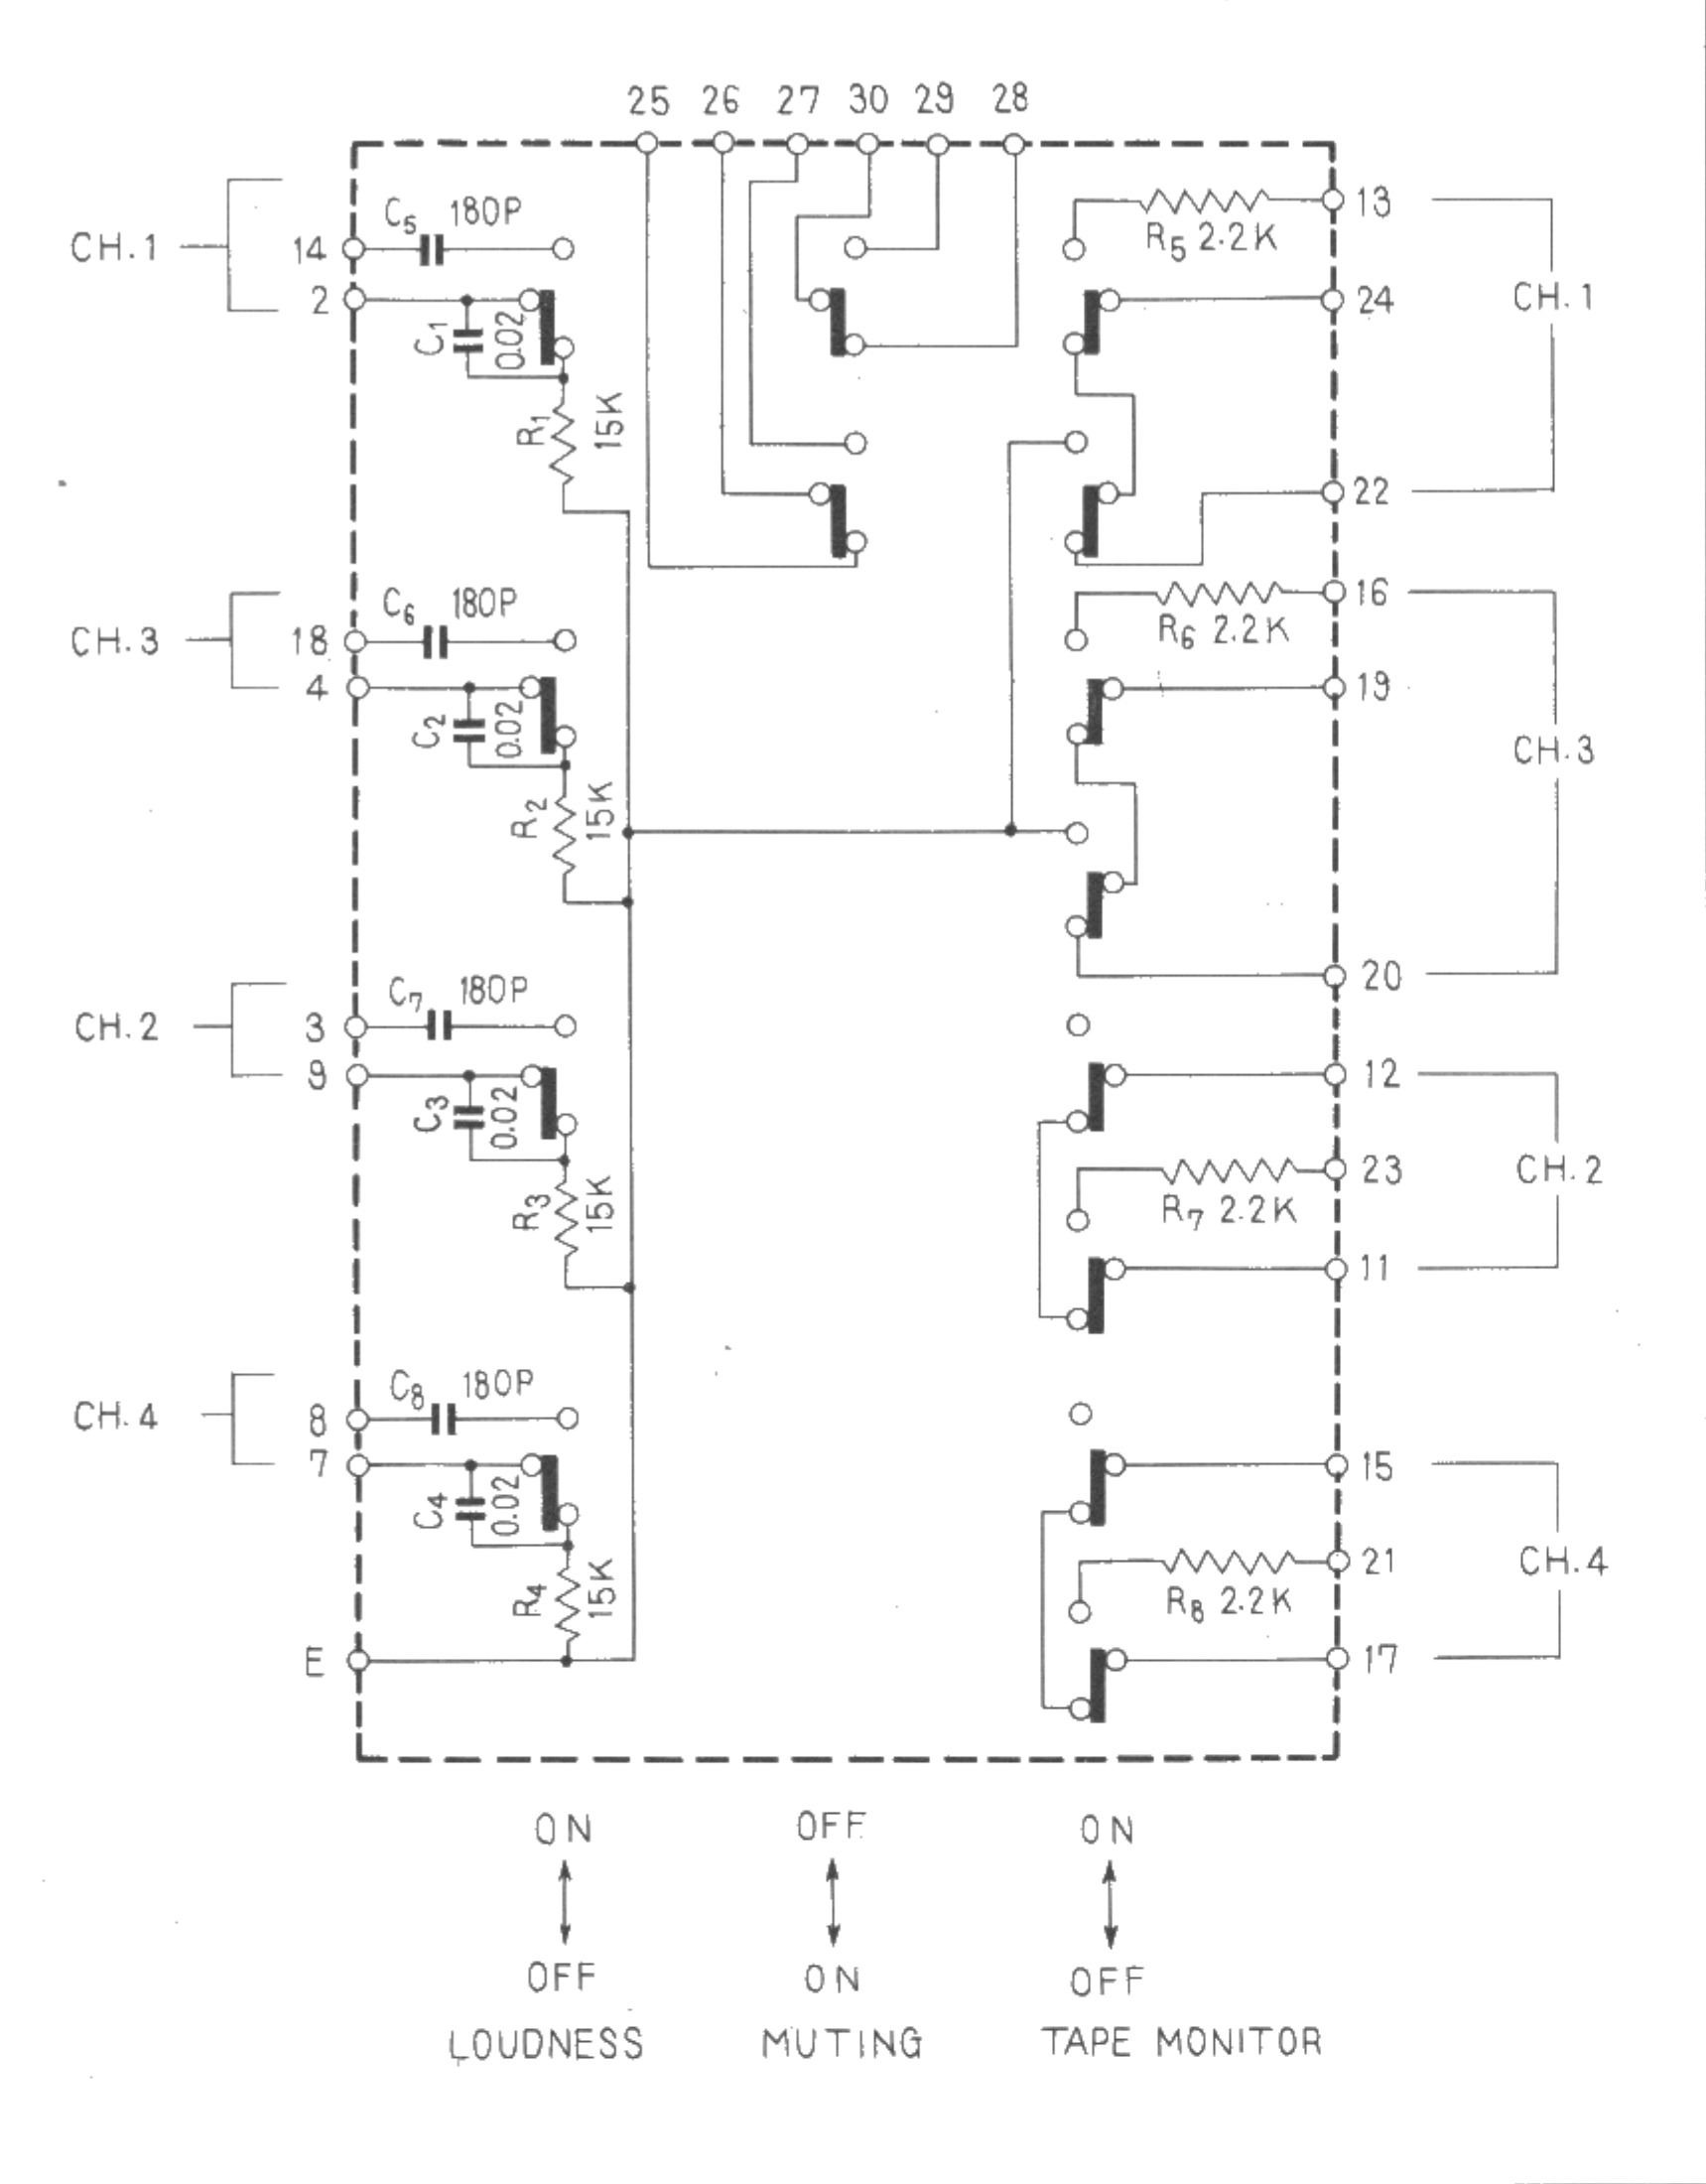 25 26 27 30 29 28
CH.1
14
C5 180P
2
C1 0.02
R1 15K
R5 2.2K
13
24
CH.1
22
CH.3
18
C6 180P
4
C2 0.02
R2 15K
R6 2.2K
16
19
CH.3
20
CH.2
3
C7 180P
9
C3 0.02
R3 15K
12
23
R7 2.2K
CH.2
11
CH.4
8
C8 180P
7
C4 0.02
R4 15K
E
15
21
R8 2.2K
CH.4
17
ON OFF ON
OFF ON OFF
LOUDNESS MUTING TAPE MONITOR